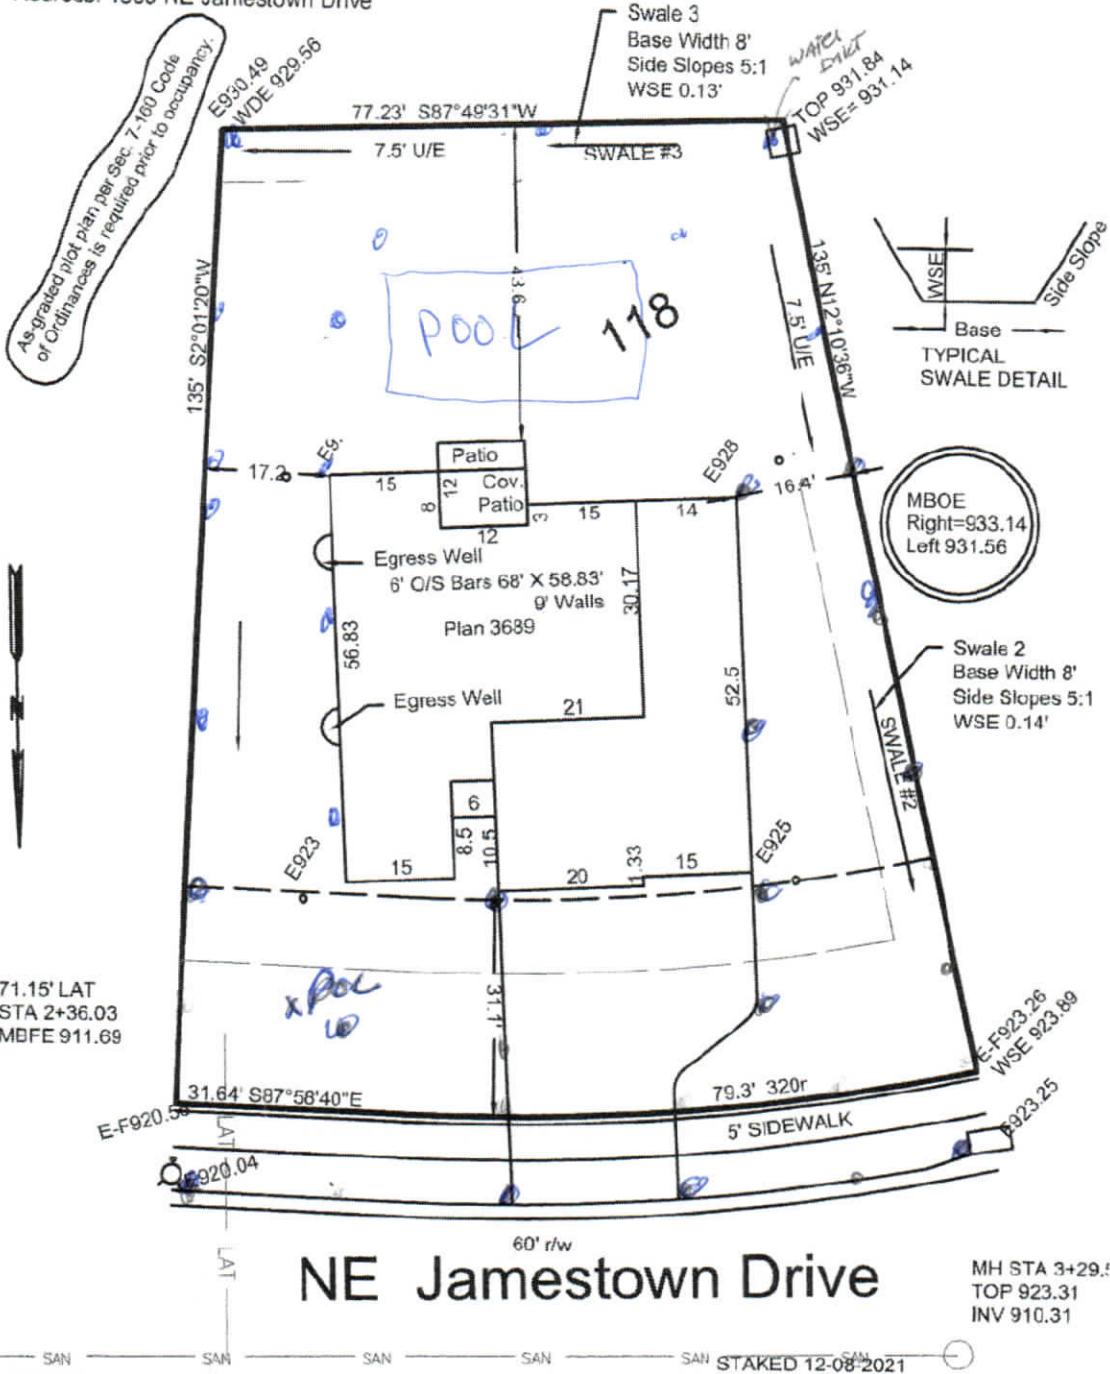 NE Jamestown Drive
Swale 3
Base Width 8'
Side Slopes 5:1
WSE 0.13'
As-graded plot plan per Sec. 7-160 Code
of Ordinances is required prior to occupancy.
E930.49
WDE 929.56
77.23' S87°49'31"W
TOP 931.84
WSE= 931.14
7.5' U/E
SWALE #3
135' S2°01'20"W
43.6
POOL
118
135' N12°10'36"W
7.5' U/E
WSE
Side Slope
Base
TYPICAL
SWALE DETAIL
17.2
15
Patio
Cov.
Patio
12
8
12
3
15
14
E928
16.4'
MBOE
Right=933.14
Left 931.56
Egress Well
6' O/S Bars 68' X 58.83'
9' Walls
Plan 3689
30.17
56.83
Egress Well
21
52.5
Swale 2
Base Width 8'
Side Slopes 5:1
WSE 0.14'
SWALE #2
N
6
8.5
10.5
E923
15
20
1.33
15
E925
71.15' LAT
STA 2+36.03
MBFE 911.69
31.1'
E-F923.26
WSE 923.89
31.64' S87°58'40"E
79.3' 320r
5' SIDEWALK
LAT
920.04
923.25
60' r/w
LAT
NE Jamestown Drive
MH STA 3+29.
TOP 923.31
INV 910.31
SAN SAN SAN SAN SAN SAN
STAKED 12-08-2021